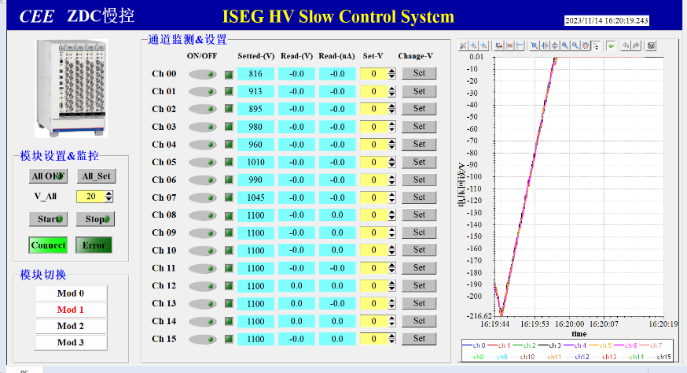 CEE ZDC慢控
ISEG HV Slow Control System
2023/11/14 16:20:19.243
通道监测&设置
ON/OFF Setted-(V) Read-(V) Read-(nA) Set-V Change-V
Ch 00 816 -0.0 -0.0 0 Set
Ch 01 913 -0.0 -0.0 0 Set
Ch 02 895 -0.0 -0.0 0 Set
Ch 03 980 -0.0 -0.0 0 Set
Ch 04 960 -0.0 -0.0 0 Set
Ch 05 1010 -0.0 -0.0 0 Set
Ch 06 990 -0.0 -0.0 0 Set
Ch 07 1045 -0.0 -0.0 0 Set
Ch 08 1100 -0.0 0.0 0 Set
Ch 09 1100 -0.0 0.0 0 Set
Ch 10 1100 -0.0 0.0 0 Set
Ch 11 1100 -0.0 -0.0 0 Set
Ch 12 1100 0.0 0.0 0 Set
Ch 13 1100 0.0 -0.0 0 Set
Ch 14 1100 0.0 0.0 0 Set
Ch 15 1100 0.0 0.0 0 Set
模块设置&监控
All OFF All_Set
V_All 20
Start Stop
Connect Error
模块切换
Mod 0
Mod 1
Mod 2
Mod 3
电压回读/V
0.01
-10
-20
-30
-40
-50
-60
-70
-80
-90
-100
-110
-120
-130
-140
-150
-160
-170
-180
-190
-200
-216.62
16:19:44 16:19:53 16:20:00 16:20:07 16:20:19
time
ch 0 ch 1 ch 2 ch 3 ch 4 ch 5 ch 6 ch 7
ch8 ch9 ch10 ch11 ch12 ch13 ch14 ch15